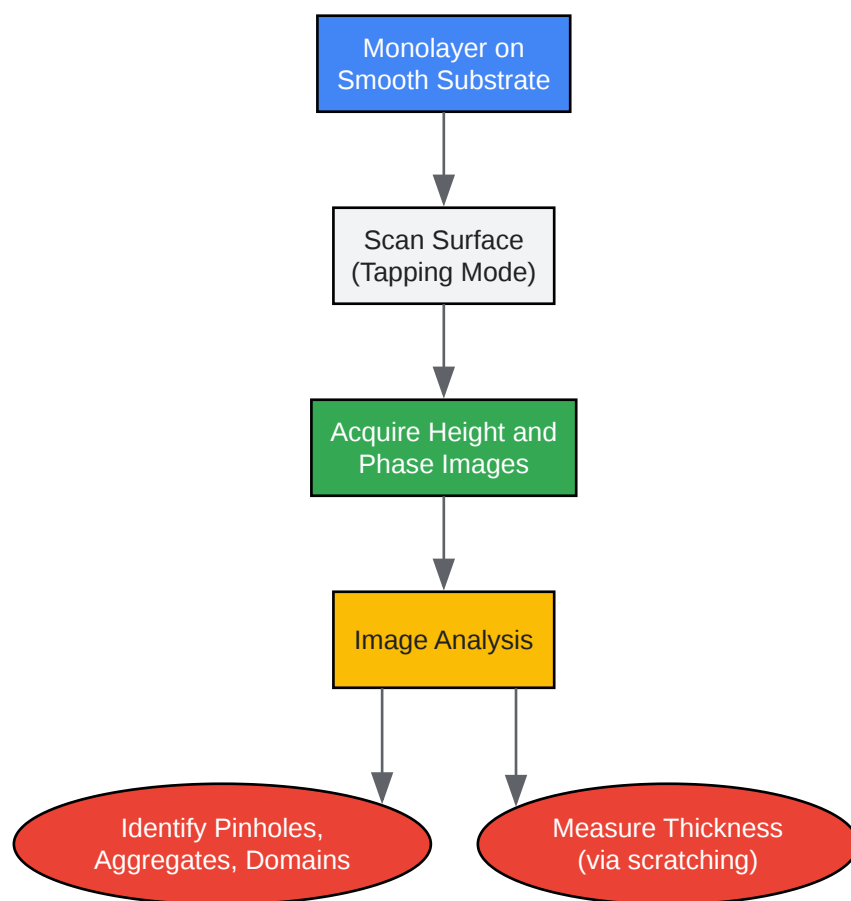 Monolayer on
Smooth Substrate
Scan Surface
(Tapping Mode)
Acquire Height and
Phase Images
Image Analysis
Identify Pinholes,
Aggregates, Domains
Measure Thickness
(via scratching)